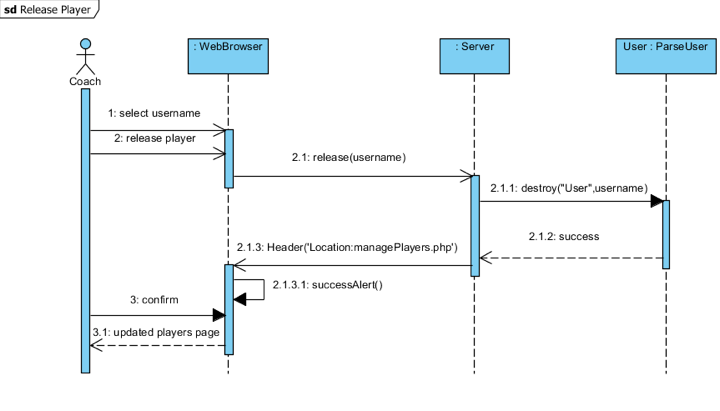 sd Release Player
: WebBrowser
: Server
User : ParseUser
Coach
1: select username
2: release player
2.1: release(username)
2.1.1: destroy("User",username)
2.1.2: success
2.1.3: Header('Location:managePlayers.php')
2.1.3.1: successAlert()
3: confirm
3.1: updated players page